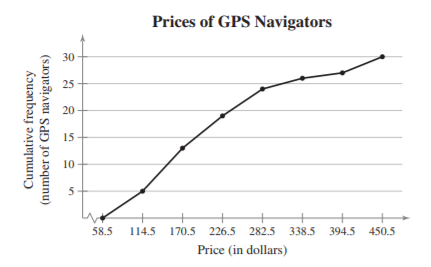 Prices of GPS Navigators
Cumulative frequency
(number of GPS navigators)
30
25
20
15
10
5
58.5 114.5 170.5 226.5 282.5 338.5 394.5 450.5
Price (in dollars)